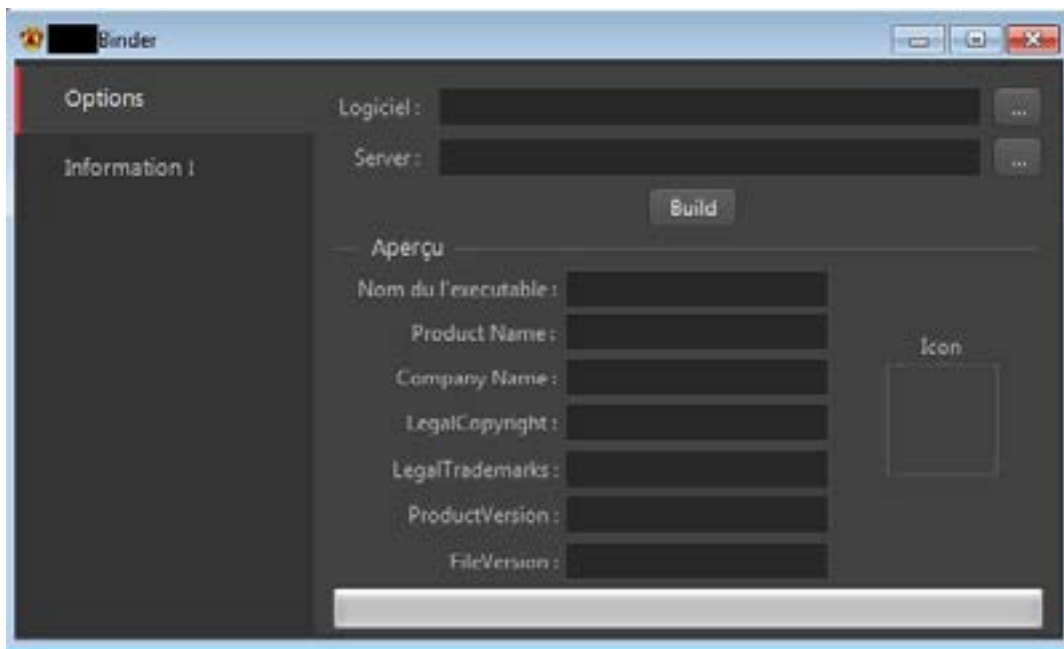 Binder
Options
Information !
Logiciel :
...
Server :
...
Build
Aperçu
Nom du l'executable :
Product Name :
Icon
Company Name :
LegalCopyright :
LegalTrademarks :
ProductVersion :
FileVersion :